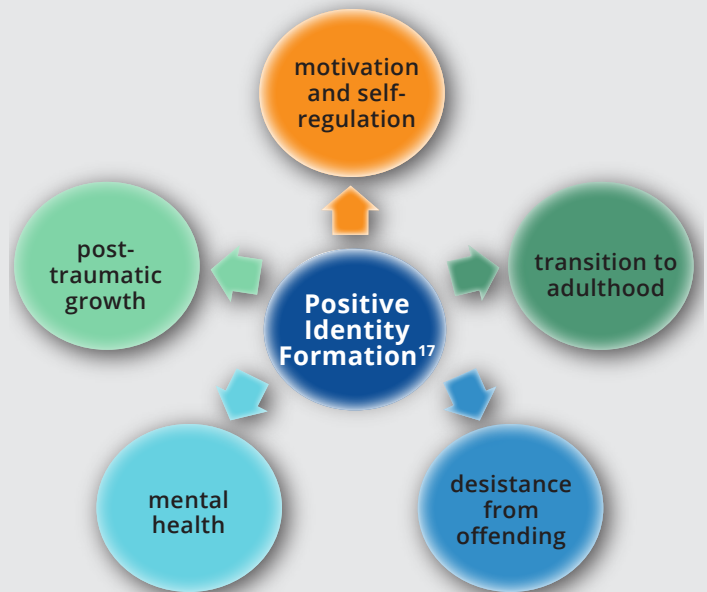 motivation
and self-
regulation
post-
traumatic
growth
transition to
adulthood
Positive
Identity
Formation¹⁷
mental
health
desistance
from
offending